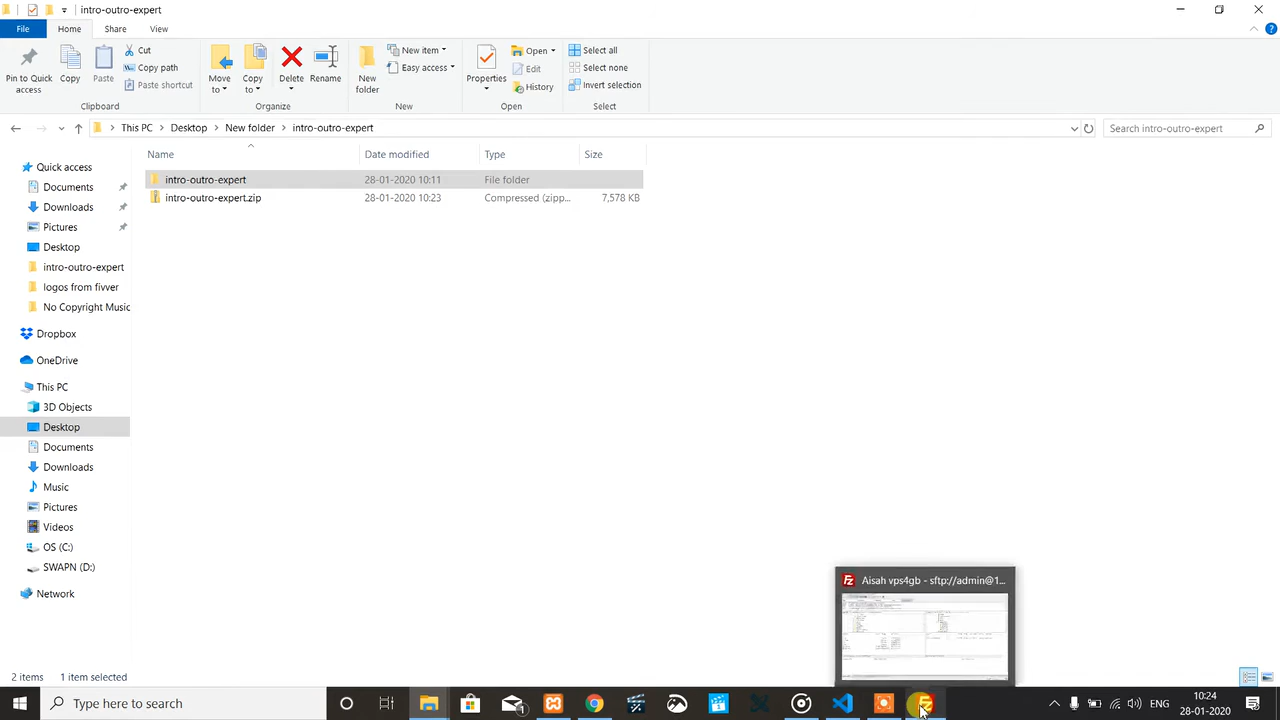 intro-outro-expert
File Home Share View
Pin to Quick access
Copy
Paste
Cut
Copy path
Paste shortcut
Clipboard
Move to
Copy to
Delete
Rename
Organize
New folder
New item
Easy access
New
Properties
Open
Edit
History
Open
Select all
Select none
Invert selection
Select
This PC Desktop New folder intro-outro-expert
Search intro-outro-expert
Name Date modified Type Size
intro-outro-expert 28-01-2020 10:11 File folder
intro-outro-expert.zip 28-01-2020 10:23 Compressed (zipp... 7,578 KB
Quick access
Documents
Downloads
Pictures
Desktop
intro-outro-expert
logos from fivver
No Copyright Music
Dropbox
OneDrive
This PC
3D Objects
Desktop
Documents
Downloads
Music
Pictures
Videos
OS (C:)
SWAPN (D:)
Network
Fz Aisah vps4gb - sftp://admin@1...
2 items 1 item selected
Type here to search
ENG
10:24
28-01-2020